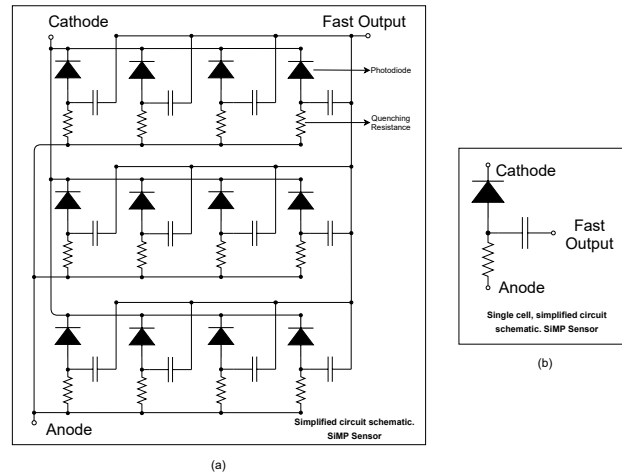 Cathode
Fast Output
Photodiode
Quenching
Resistance
Anode
Simplified circuit schematic.
SiMP Sensor
(a)
Cathode
Fast
Output
Anode
Single cell, simplified circuit
schematic. SiMP Sensor
(b)